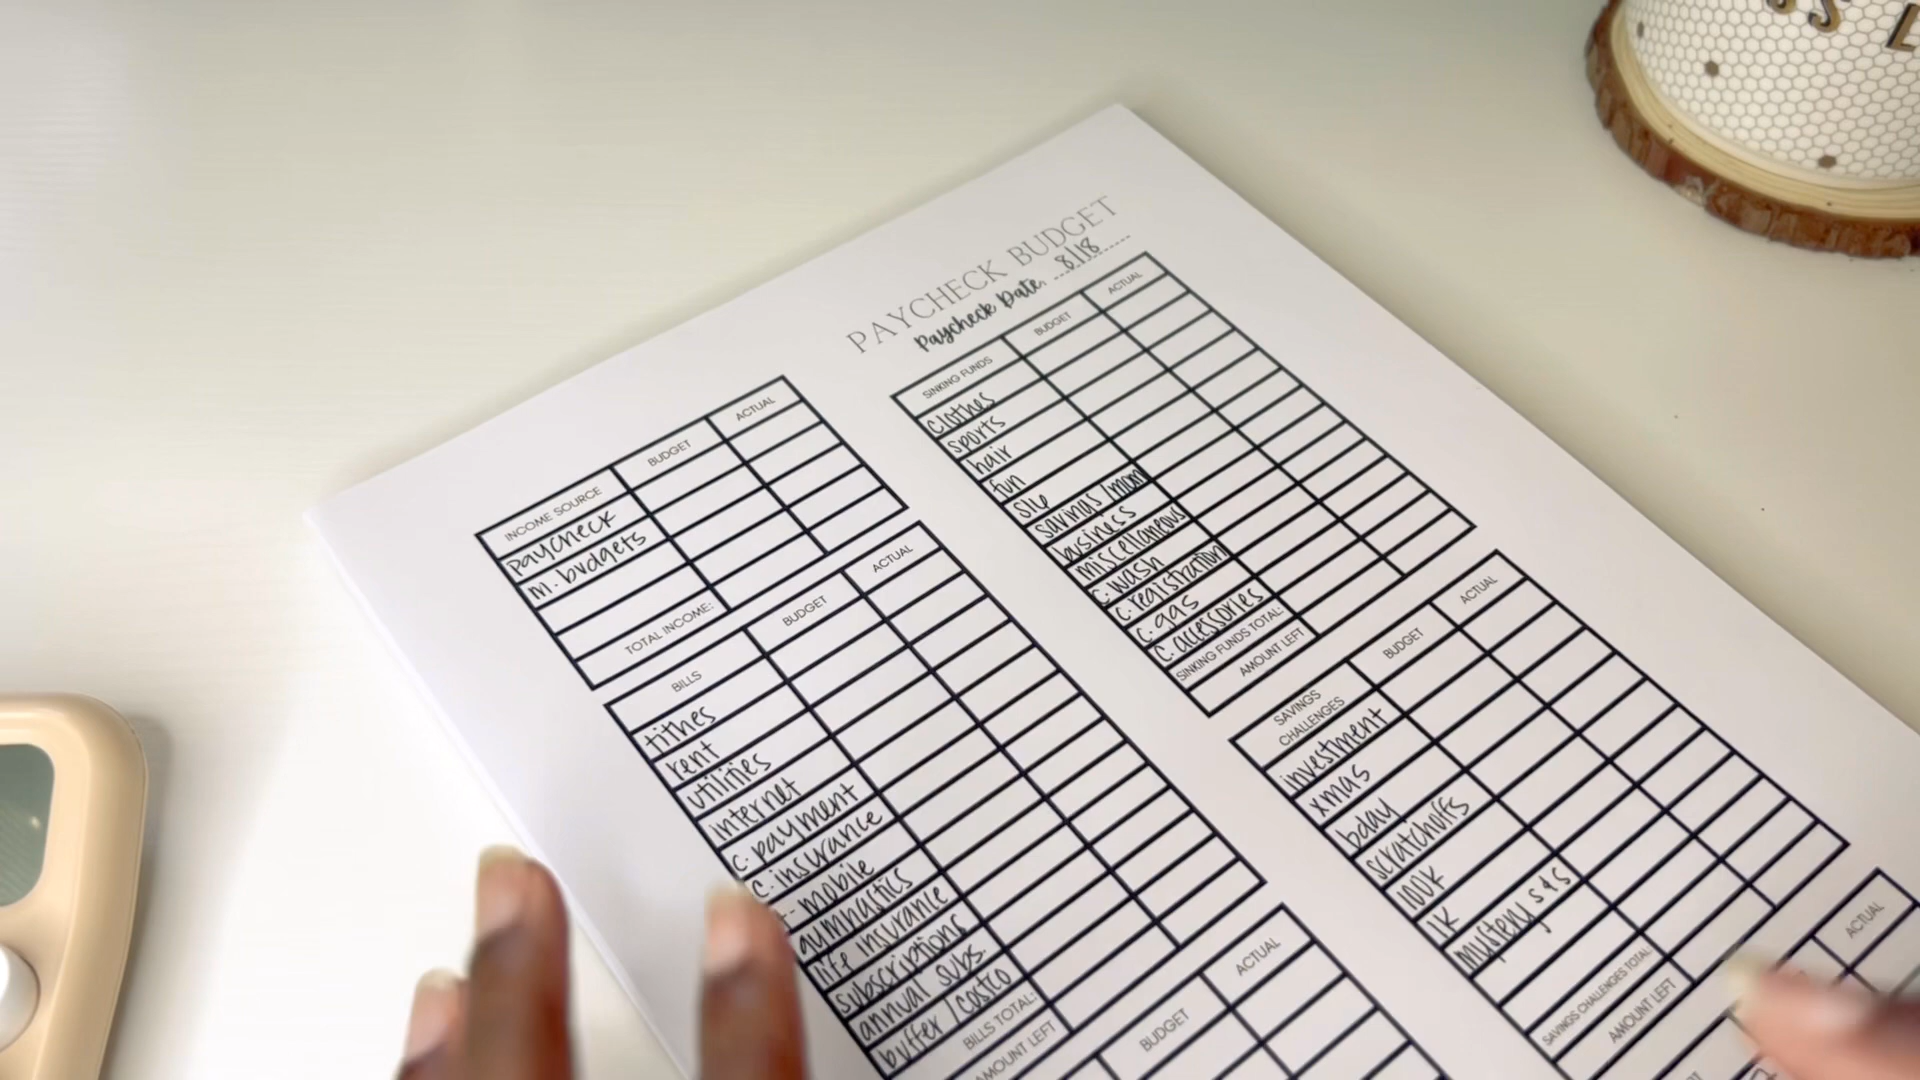 PAYCHECK BUDGET
Paycheck Date: 8/18
INCOME SOURCE BUDGET ACTUAL
paycheck
m. budgets
TOTAL INCOME:
BILLS BUDGET ACTUAL
tithes
rent
utilities
internet
c. payment
c. insurance
t-mobile
gymnastics
life insurance
subscriptions
annual subs.
buffer/costco
BILLS TOTAL:
AMOUNT LEFT
BUDGET ACTUAL
SINKING FUNDS BUDGET ACTUAL
clothes
sports
hair
fun
savings/mom
business
miscellaneous
c. wash
c. registration
c. gas
c. accessories
SINKING FUNDS TOTAL:
AMOUNT LEFT
SAVINGS CHALLENGES BUDGET ACTUAL
investment
xmas
bday
scratchoffs
100k
1k
mystery s&s
SAVINGS CHALLENGES TOTAL:
AMOUNT LEFT
ACTUAL